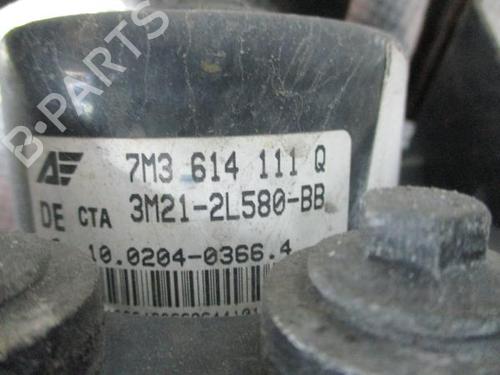 B-PARTS
7M3 614 111 Q
DE CTA 3M21-2L580-BB
10.0204-0366.4